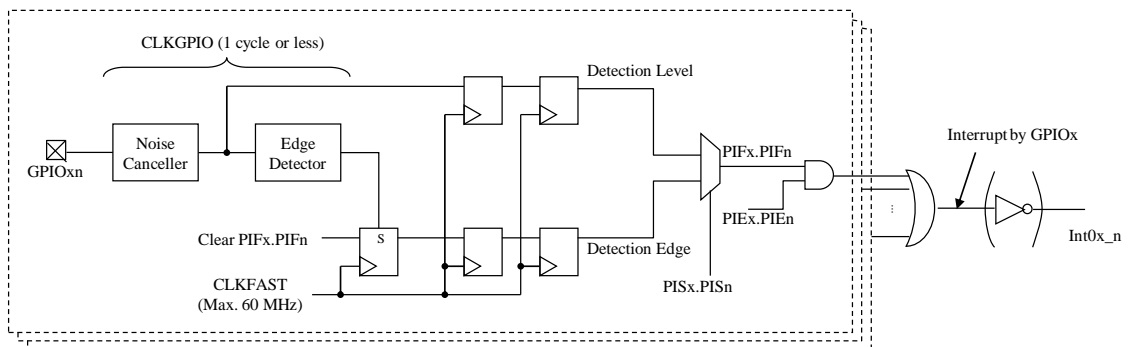 CLKGPIO (1 cycle or less)
Detection Level
Noise
Canceller
Edge
Detector
GPIOxn
Interrupt by GPIOx
PIFx.PIFn
PIEx.PIEn
...
Int0x_n
Clear PIFx.PIFn
S
Detection Edge
CLKFAST
(Max. 60 MHz)
PISx.PISn